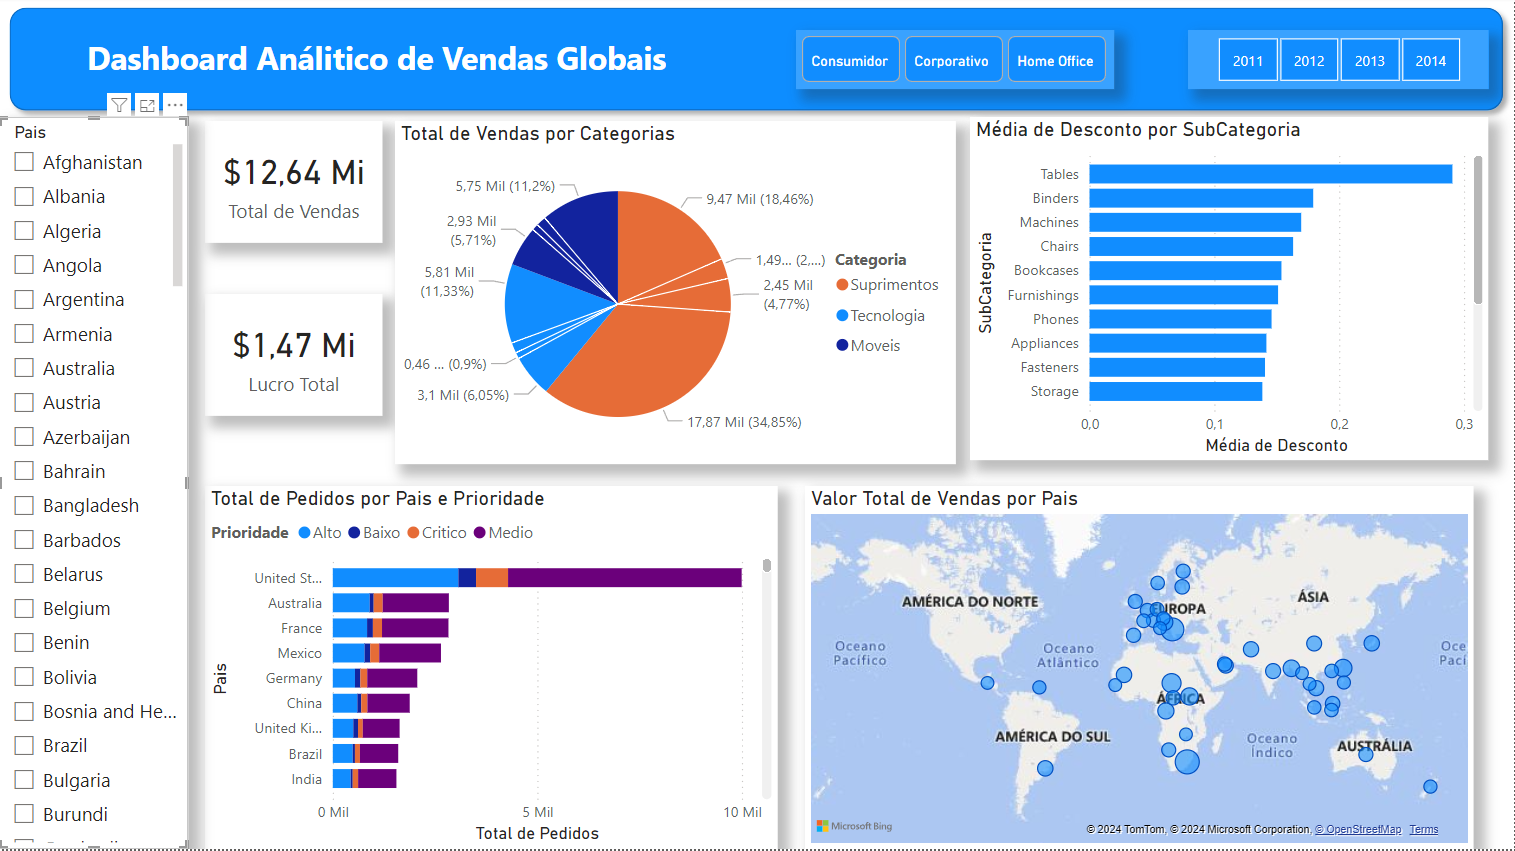 Dashboard Análitico de Vendas Globais
Consumidor
Corporativo
Home Office
2011
2012
2013
2014
Pais
Afghanistan
Albania
Algeria
Angola
Argentina
Armenia
Australia
Austria
Azerbaijan
Bahrain
Bangladesh
Barbados
Belarus
Belgium
Benin
Bolivia
Bosnia and He...
Brazil
Bulgaria
Burundi
$12,64 Mi
Total de Vendas
$1,47 Mi
Lucro Total
Total de Vendas por Categorias
5,75 Mil (11,2%)
9,47 Mil (18,46%)
2,93 Mil
(5,71%)
1,49... (2,...)
5,81 Mil
(11,33%)
2,45 Mil
(4,77%)
0,46 ... (0,9%)
3,1 Mil (6,05%)
17,87 Mil (34,85%)
Categoria
Suprimentos
Tecnologia
Moveis
Média de Desconto por SubCategoria
SubCategoria
Tables
Binders
Machines
Chairs
Bookcases
Furnishings
Phones
Appliances
Fasteners
Storage
0,0
0,1
0,2
0,3
Média de Desconto
Total de Pedidos por Pais e Prioridade
Prioridade
Alto
Baixo
Critico
Medio
Pais
United St...
Australia
France
Mexico
Germany
China
United Ki...
Brazil
India
0 Mil
5 Mil
10 Mil
Total de Pedidos
Valor Total de Vendas por Pais
AMÉRICA DO NORTE
EUROPA
ÁSIA
Oceano
Pacífico
Oceano
Atlântico
Oce
Pací
ÁFRICA
AMÉRICA DO SUL
Oceano
Índico
AUSTRÁLIA
Microsoft Bing
© 2024 TomTom, © 2024 Microsoft Corporation, © OpenStreetMap Terms